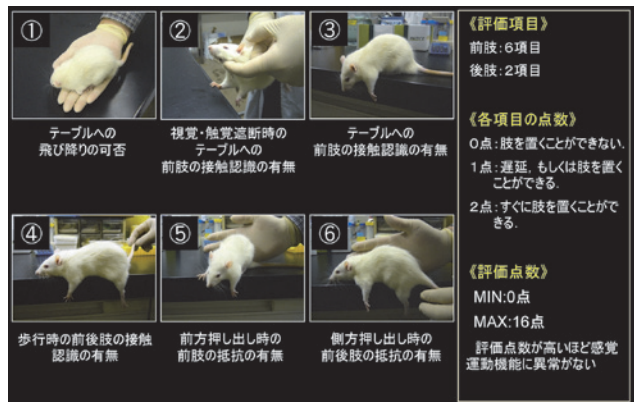 ①
テーブルへの
飛び降りの可否
②
視覚・触覚遮断時の
テーブルへの
前肢の接触認識の有無
③
テーブルへの
前肢の接触認識の有無
④
歩行時の前後肢の接触
認識の有無
⑤
前方押し出し時の
前肢の抵抗の有無
⑥
側方押し出し時の
前後肢の抵抗の有無
《評価項目》
前肢:6項目
後肢:2項目
《各項目の点数》
0点:肢を置くことができない.
1点:遅延, もしくは肢を置く
ことができる.
2点:すぐに肢を置くことがで
きる.
《評価点数》
MIN:0点
MAX:16点
評価点数が高いほど感覚
運動機能に異常がない